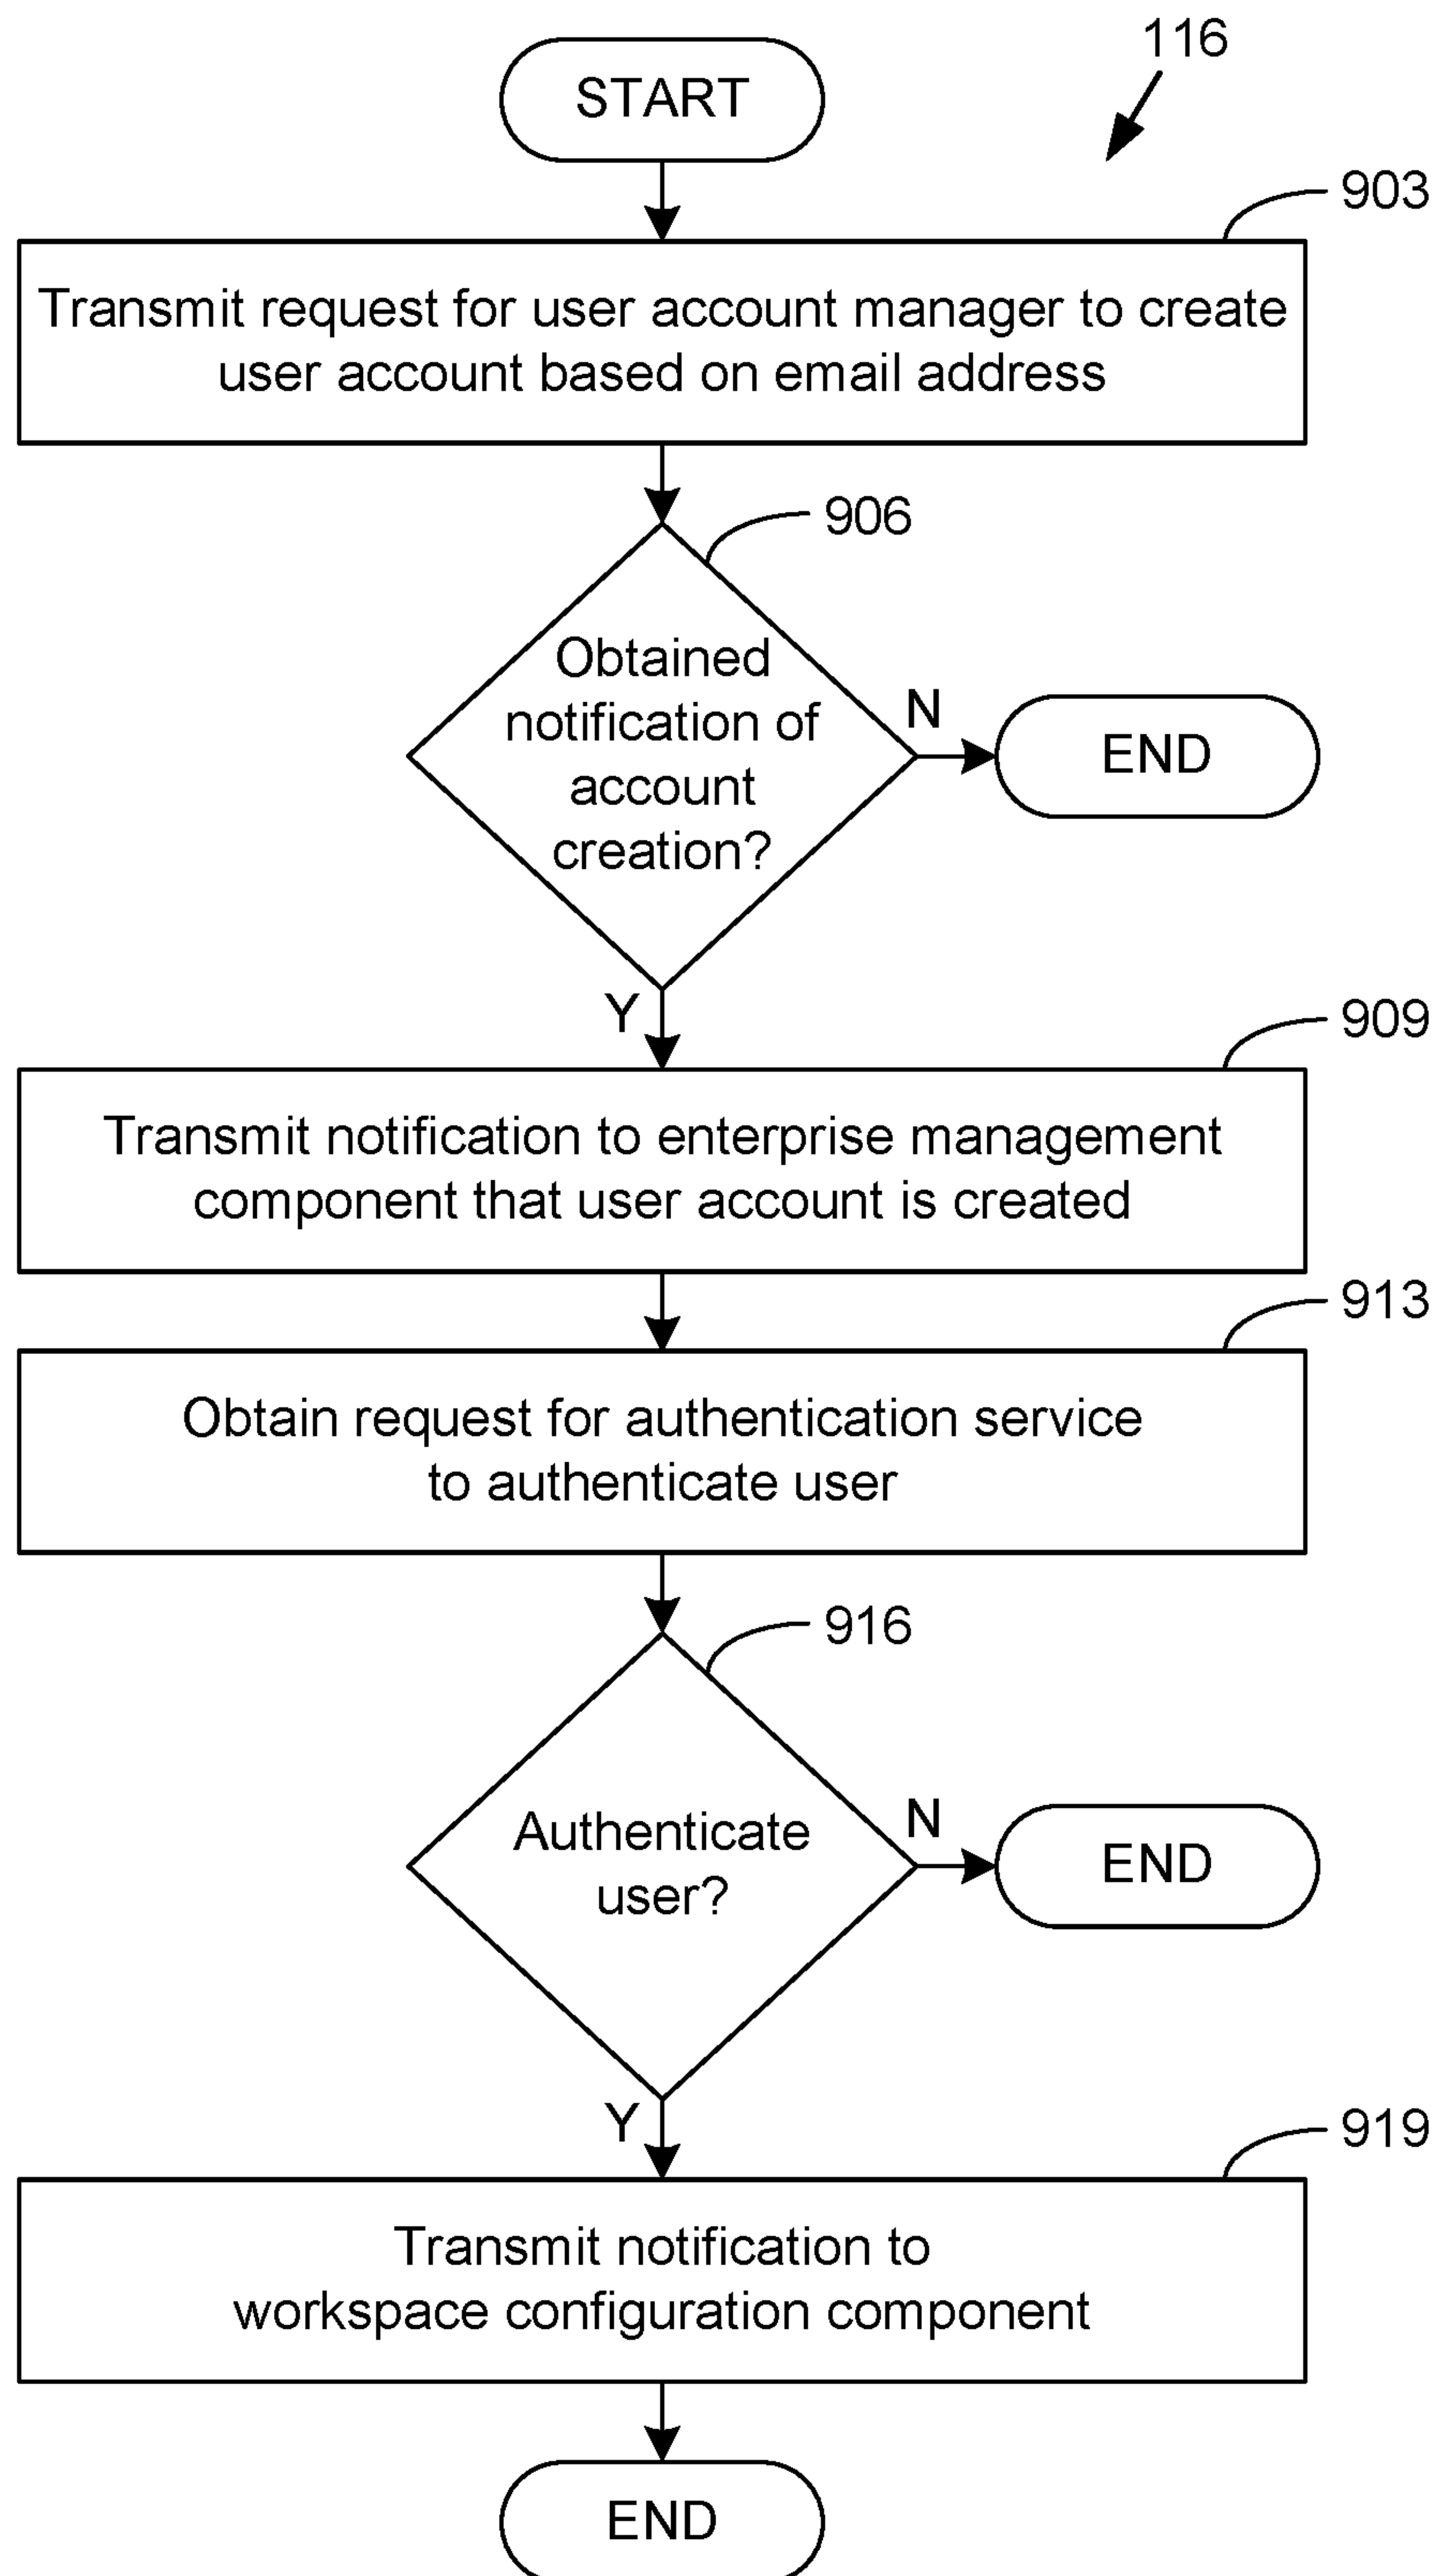 116
START
903
Transmit request for user account manager to create
user account based on email address
906
Obtained
notification of
account
creation?
N
END
Y
909
Transmit notification to enterprise management
component that user account is created
913
Obtain request for authentication service
to authenticate user
916
Authenticate
user?
N
END
Y
919
Transmit notification to
workspace configuration component
END